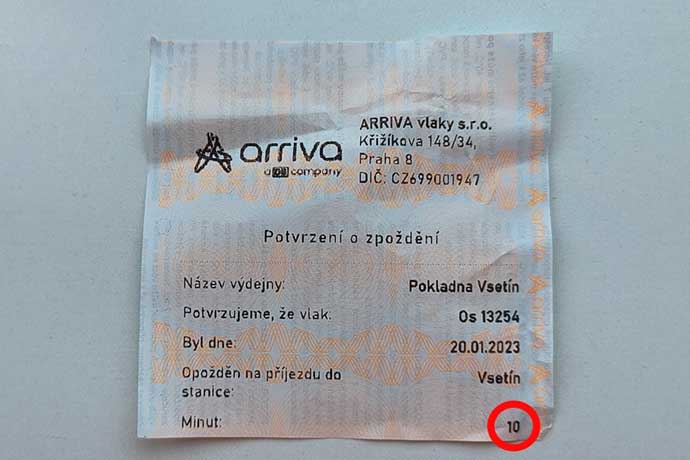 arriva
a DB company
ARRIVA vlaky s.r.o.
Křižíkova 148/34,
Praha 8
DIČ: CZ699001947
Potvrzení o zpoždění
Název výdejny: Pokladna Vsetín
Potvrzujeme, že vlak: Os 13254
Byl dne: 20.01.2023
Opožděn na příjezdu do Vsetín
stanice:
Minut: 10